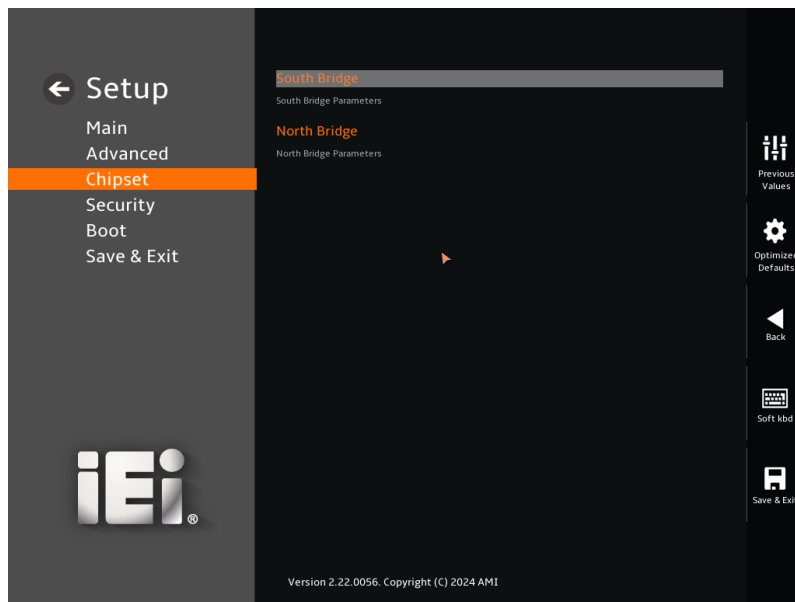 Setup
Main
Advanced
Chipset
Security
Boot
Save & Exit
South Bridge
South Bridge Parameters
North Bridge
North Bridge Parameters
Previous
Values
Optimized
Defaults
Back
Soft kbd
Save & Exit
iEi®
Version 2.22.0056. Copyright (C) 2024 AMI